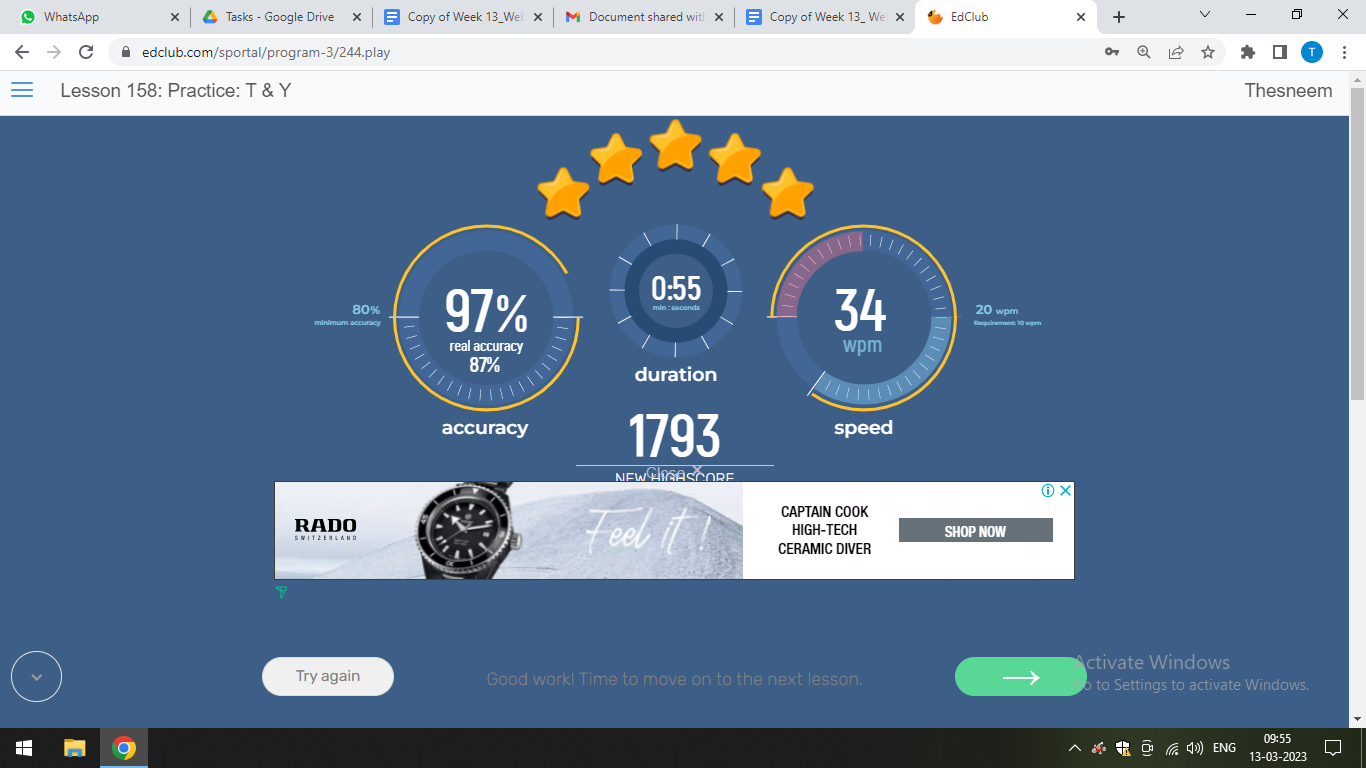 WhatsApp
Tasks - Google Drive
Copy of Week 13_Web
Document shared with
Copy of Week 13_ We
EdClub
edclub.com/sportal/program-3/244.play
T
Lesson 158: Practice: T & Y
Thesneem
80%
minimum accuracy
97%
real accuracy
87%
accuracy
0:55
min : seconds
duration
34
wpm
speed
20 wpm
Requirement: 10 wpm
1793
NEW HIGHSCORE
Close X
RADO
SWITZERLAND
Feel it !
CAPTAIN COOK
HIGH-TECH
CERAMIC DIVER
SHOP NOW
Try again
Good work! Time to move on to the next lesson.
Activate Windows
Go to Settings to activate Windows.
ENG
09:55
13-03-2023